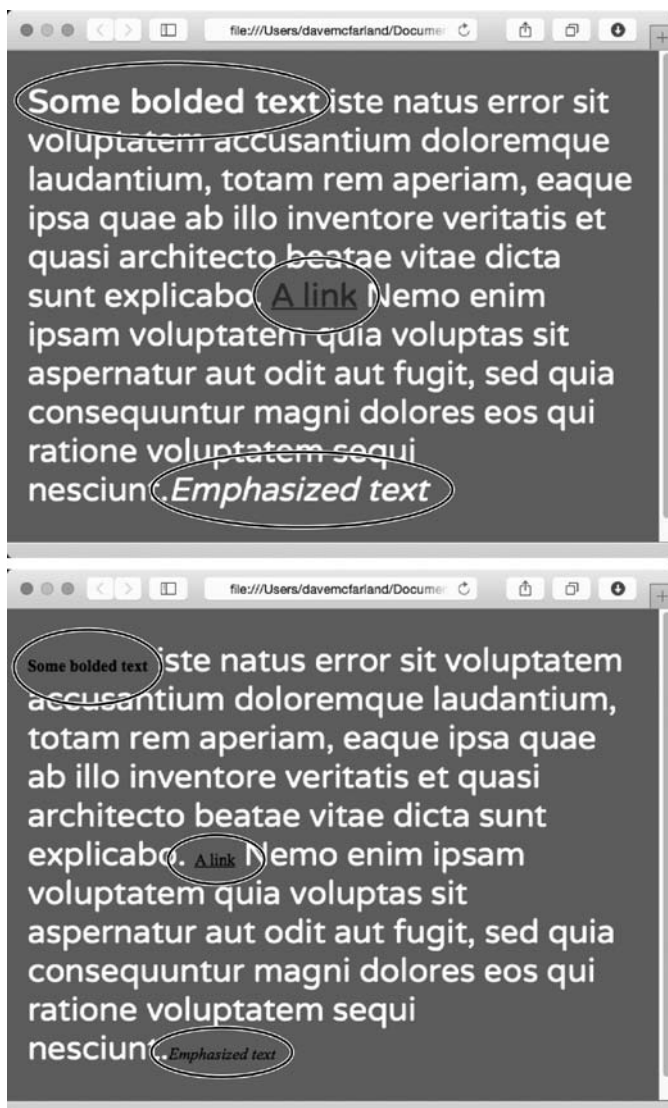 file:///Users/davemcfarland/Docume
Some bolded text iste natus error sit
voluptatem accusantium doloremque
laudantium, totam rem aperiam, eaque
ipsa quae ab illo inventore veritatis et
quasi architecto beatae vitae dicta
sunt explicabo. A link Nemo enim
ipsam voluptatem quia voluptas sit
aspernatur aut odit aut fugit, sed quia
consequuntur magni dolores eos qui
ratione voluptatem sequi
nesciunt.Emphasized text
file:///Users/davemcfarland/Docume
Some bolded text iste natus error sit voluptatem
accusantium doloremque laudantium,
totam rem aperiam, eaque ipsa quae
ab illo inventore veritatis et quasi
architecto beatae vitae dicta sunt
explicabo. A link Nemo enim ipsam
voluptatem quia voluptas sit
aspernatur aut odit aut fugit, sed quia
consequuntur magni dolores eos qui
ratione voluptatem sequi
nesciunt.Emphasized text